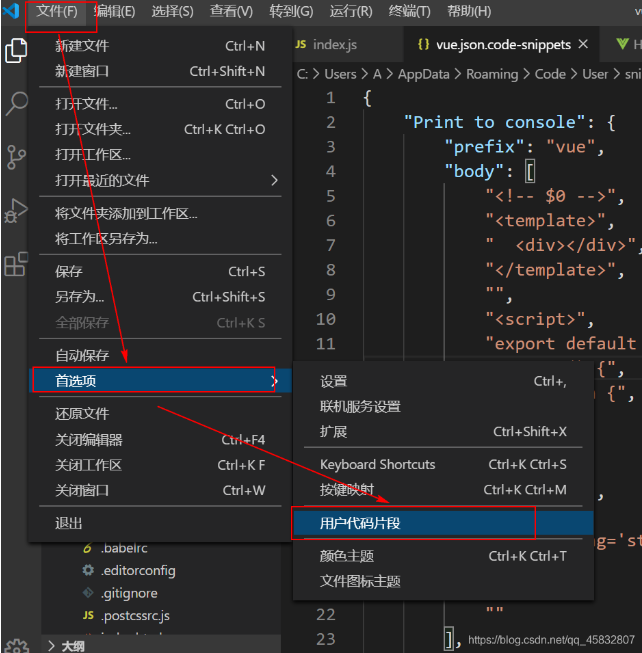 文件(F) 编辑(E) 选择(S) 查看(V) 转到(G) 运行(R) 终端(T) 帮助(H)
新建文件 Ctrl+N
新建窗口 Ctrl+Shift+N
打开文件... Ctrl+O
打开文件夹... Ctrl+K Ctrl+O
打开工作区...
打开最近的文件
将文件夹添加到工作区...
将工作区另存为...
保存 Ctrl+S
另存为... Ctrl+Shift+S
全部保存 Ctrl+K S
自动保存
首选项
还原文件
关闭编辑器 Ctrl+F4
关闭工作区 Ctrl+K F
关闭窗口 Ctrl+W
退出
设置 Ctrl+,
联机服务设置
扩展 Ctrl+Shift+X
Keyboard Shortcuts Ctrl+K Ctrl+S
按键映射 Ctrl+K Ctrl+M
用户代码片段
颜色主题 Ctrl+K Ctrl+T
文件图标主题
JS index.js {} vue.json.code-snippets
C: > Users > A > AppData > Roaming > Code > User > sni
1 {
2 "Print to console": {
3 "prefix": "vue",
4 "body": [
5 "<!-- $0 -->",
6 "<template>",
7 "  <div></div>",
8 "</template>",
9 "",
10 "<script>",
11 "export default
{",
{",
,
ng='st
22 ""
23 ],
.babelrc
.editorconfig
.gitignore
JS .postcssrc.js
大纲
https://blog.csdn.net/qq_45832807